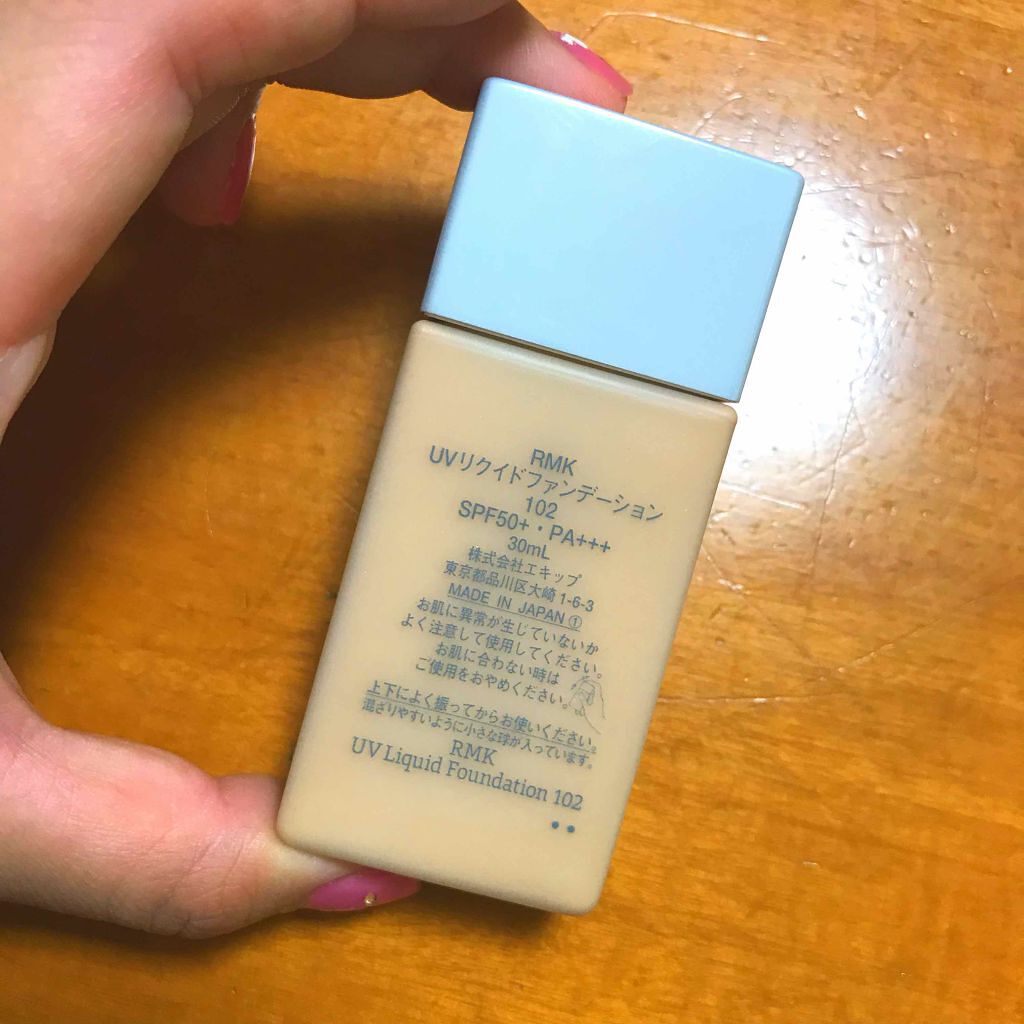 RMK
UVリクイドファンデーション
102
SPF50+・PA+++
30mL
株式会社エキップ
東京都品川区大崎1-6-3
MADE IN JAPAN ①
お肌に異常が生じていないか
よく注意して使用してください。
お肌に合わない時は
ご使用をおやめください。
上下によく振ってからお使いください。
混ざりやすいように小さな球が入っています。
RMK
UV Liquid Foundation 102